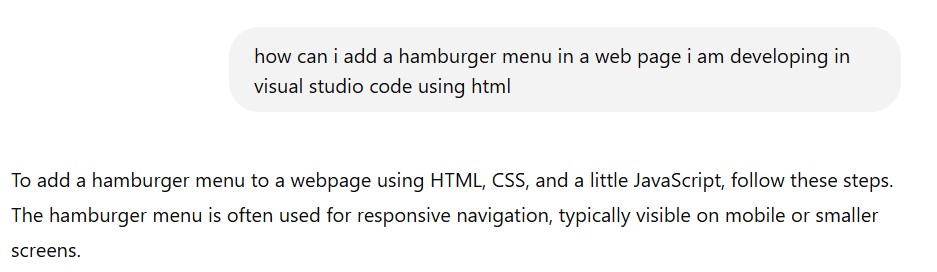 how can i add a hamburger menu in a web page i am developing in
visual studio code using html
To add a hamburger menu to a webpage using HTML, CSS, and a little JavaScript, follow these steps.
The hamburger menu is often used for responsive navigation, typically visible on mobile or smaller
screens.